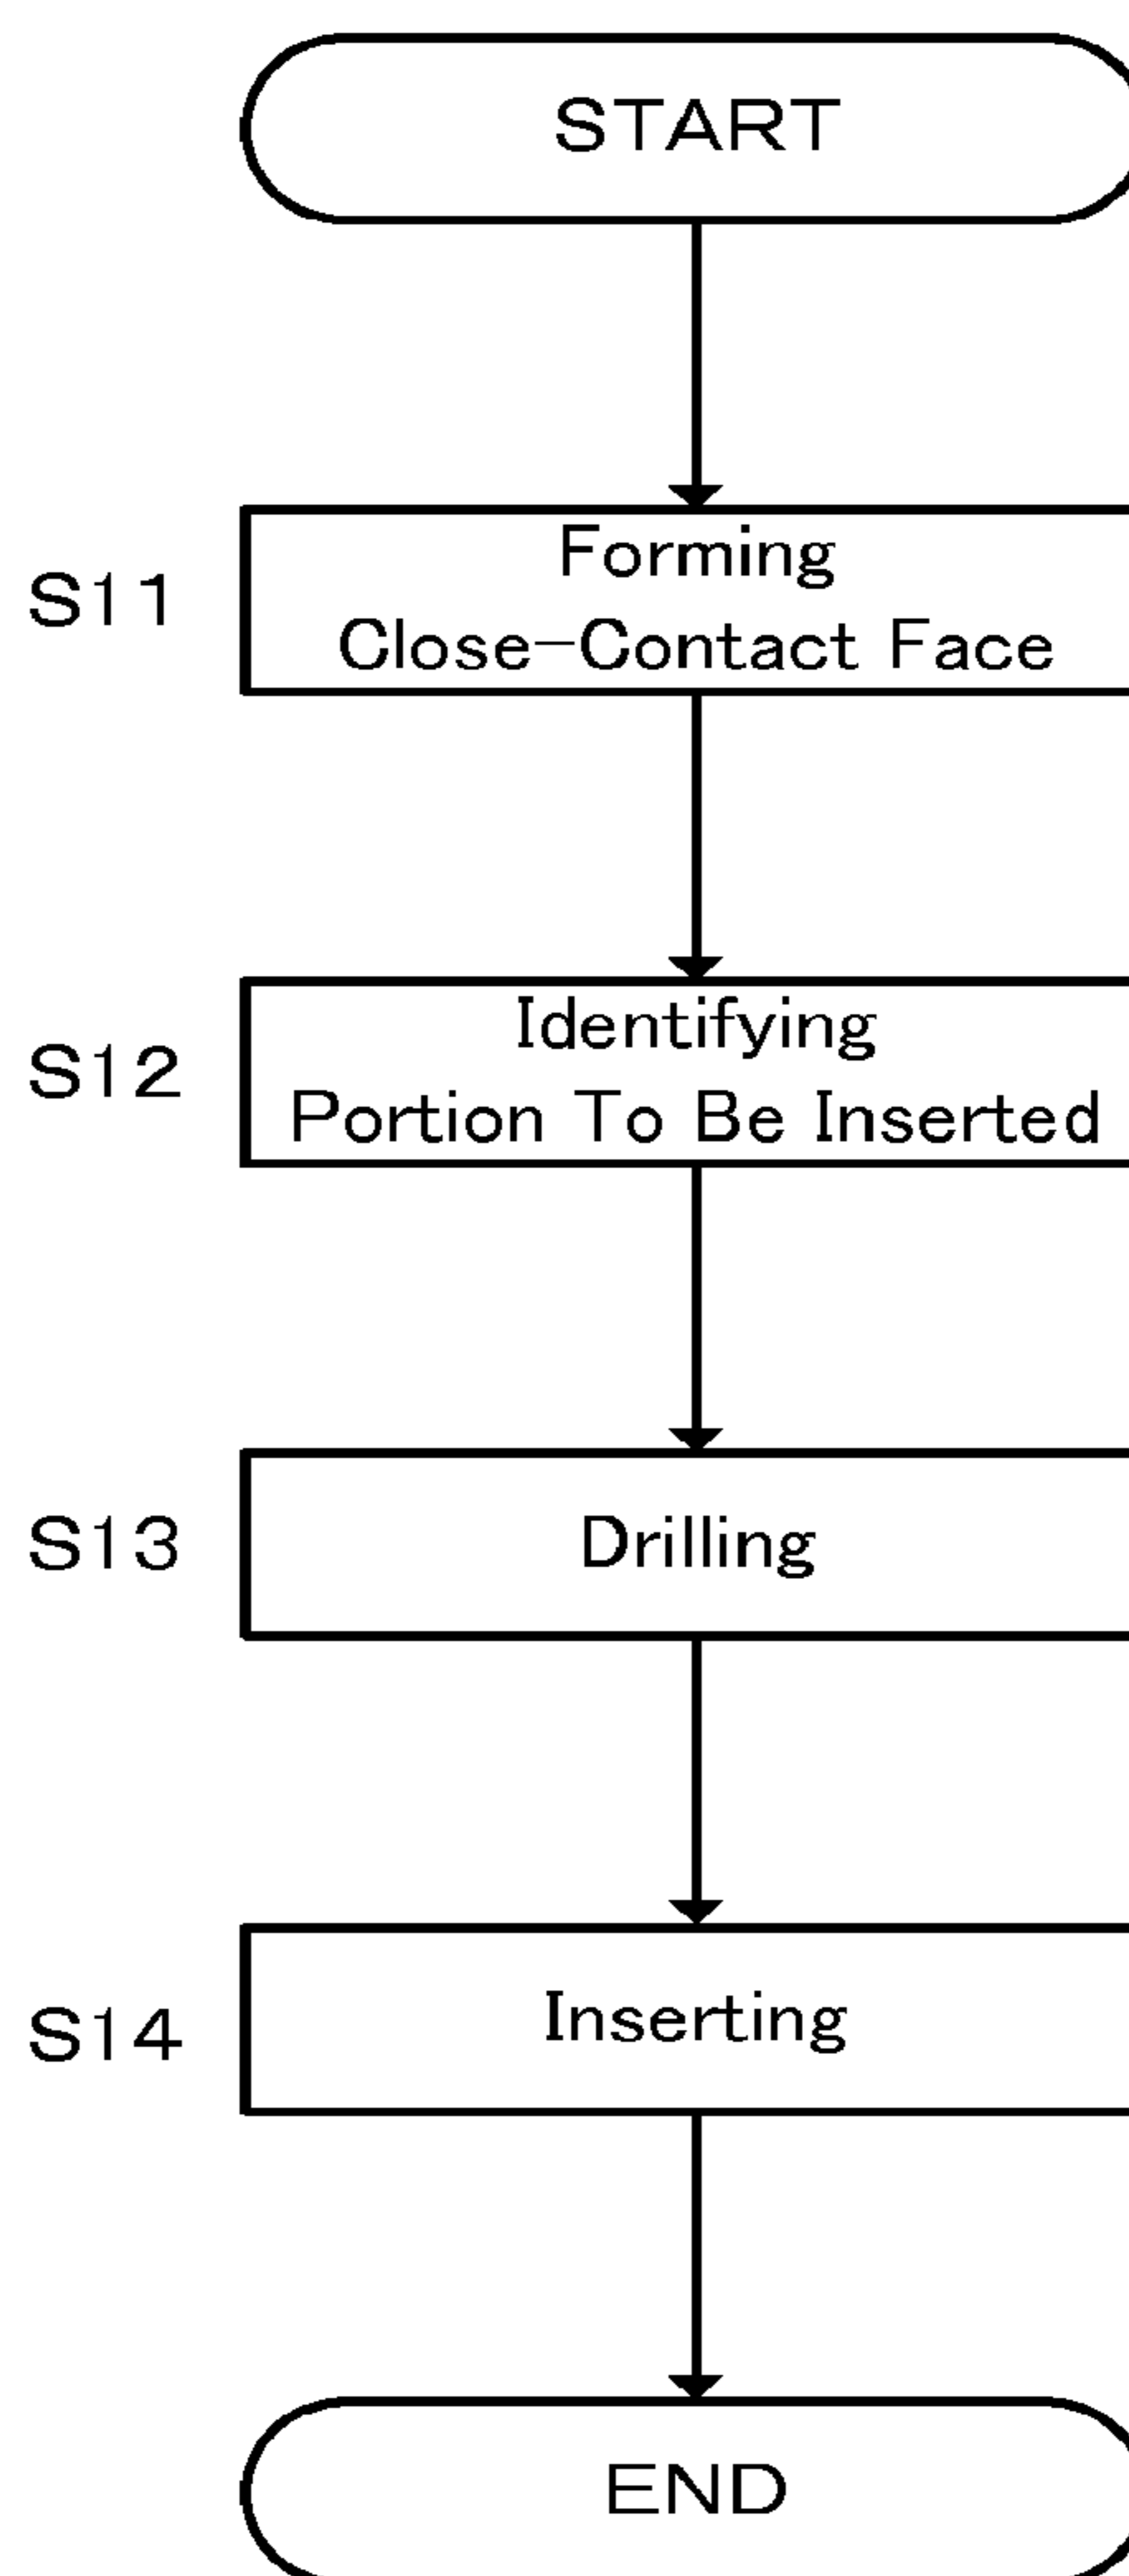 START
S11
Forming
Close-Contact Face
S12
Identifying
Portion To Be Inserted
S13
Drilling
S14
Inserting
END